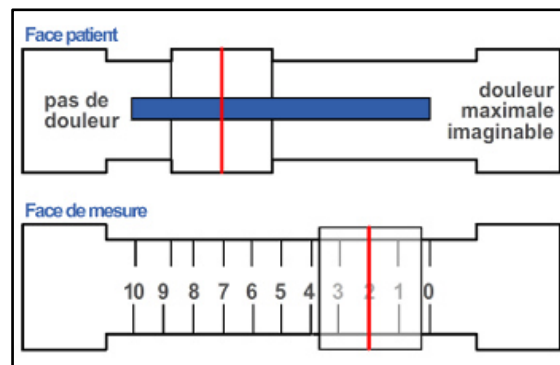 Face patient
pas de
douleur
douleur
maximale
imaginable
Face de mesure
10 9 8 7 6 5 4 3 2 1 0